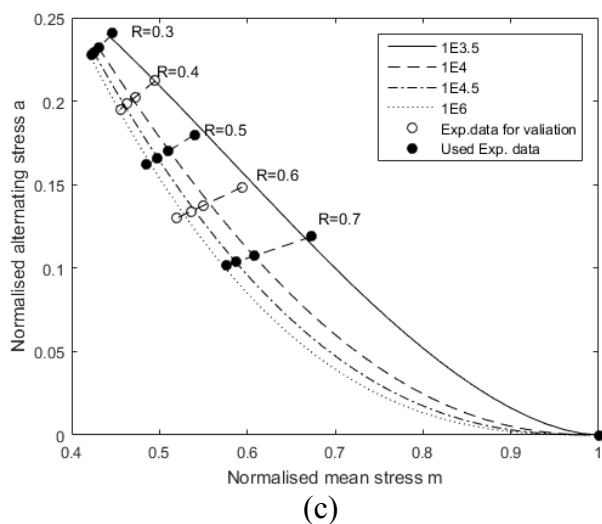 0.25
0.2
0.15
0.1
0.05
0
Normalised alternating stress a
R=0.3
R=0.4
R=0.5
R=0.6
R=0.7
1E3.5
1E4
1E4.5
1E6
Exp.data for valiation
Used Exp. data
0.4
0.5
0.6
0.7
0.8
0.9
1
Normalised mean stress m
(c)